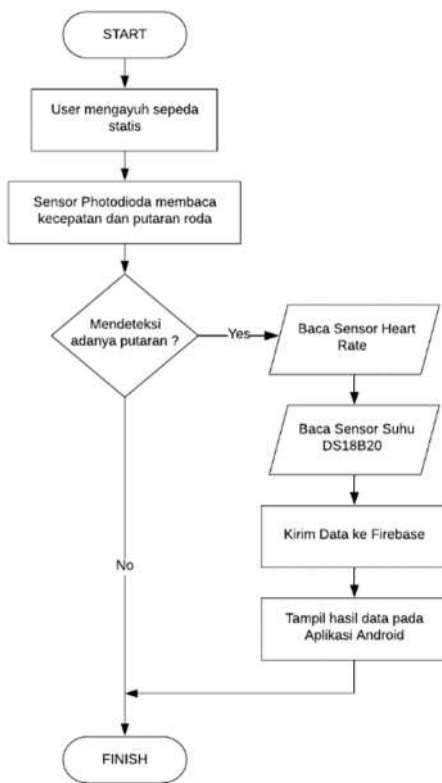 START
User mengayuh sepeda
statis
Sensor Photodioda membaca
kecepatan dan putaran roda
Mendeteksi
adanya putaran ?
Yes
Baca Sensor Heart
Rate
Baca Sensor Suhu
DS18B20
Kirim Data ke Firebase
No
Tampil hasil data pada
Aplikasi Android
FINISH